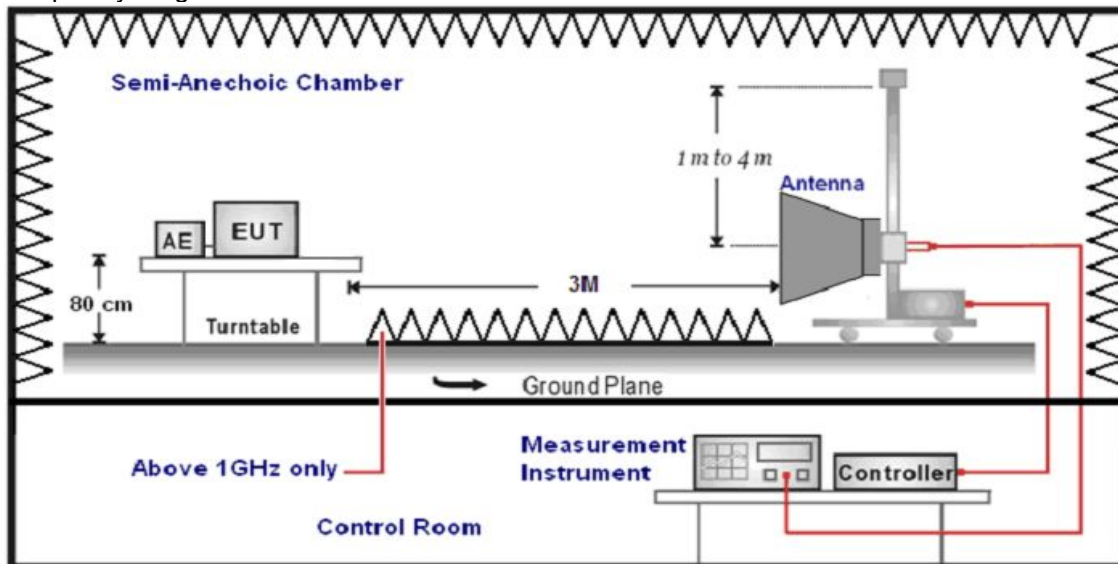 Semi-Anechoic Chamber
1 m to 4 m
Antenna
AE
EUT
3M
80 cm
Turntable
Ground Plane
Above 1GHz only
Measurement
Instrument
Controller
Control Room